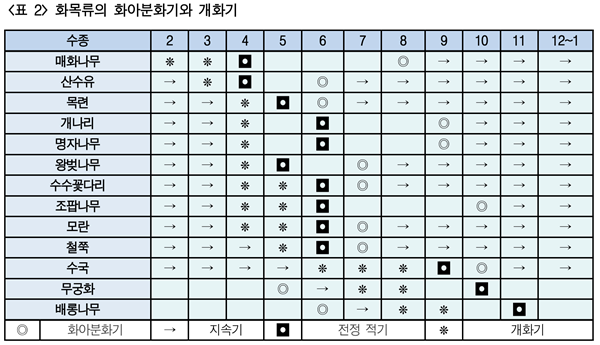 <표 2> 화목류의 화아분화기와 개화기
수종 2 3 4 5 6 7 8 9 10 11 12~1
매화나무 ※ ※ ◘ ◎ → → → →
산수유 → ※ ◘ ◎ → → → → → →
목련 → → ※ ◘ ◎ → → → → → →
개나리 → → ※ ◘ ◎ → → →
명자나무 → → ※ ◘ ◎ → → →
왕벚나무 → → ※ ◘ ◎ → → → → →
수수꽃다리 → → ※ ※ ◘ ◎ → → → → →
조팝나무 → → ※ ※ ◘ ◎ → →
모란 → → ※ ※ ◘ ◎ → → → → →
철쭉 → → → ※ ◘ ◎ → → → → →
수국 → → → → ※ ※ ※ ◘ ◎ → →
무궁화 ◎ → ※ ※ ◘
배롱나무 ◎ → ※ ※ ◘
◎ 화아분화기 → 지속기 ◘ 전정 적기 ※ 개화기